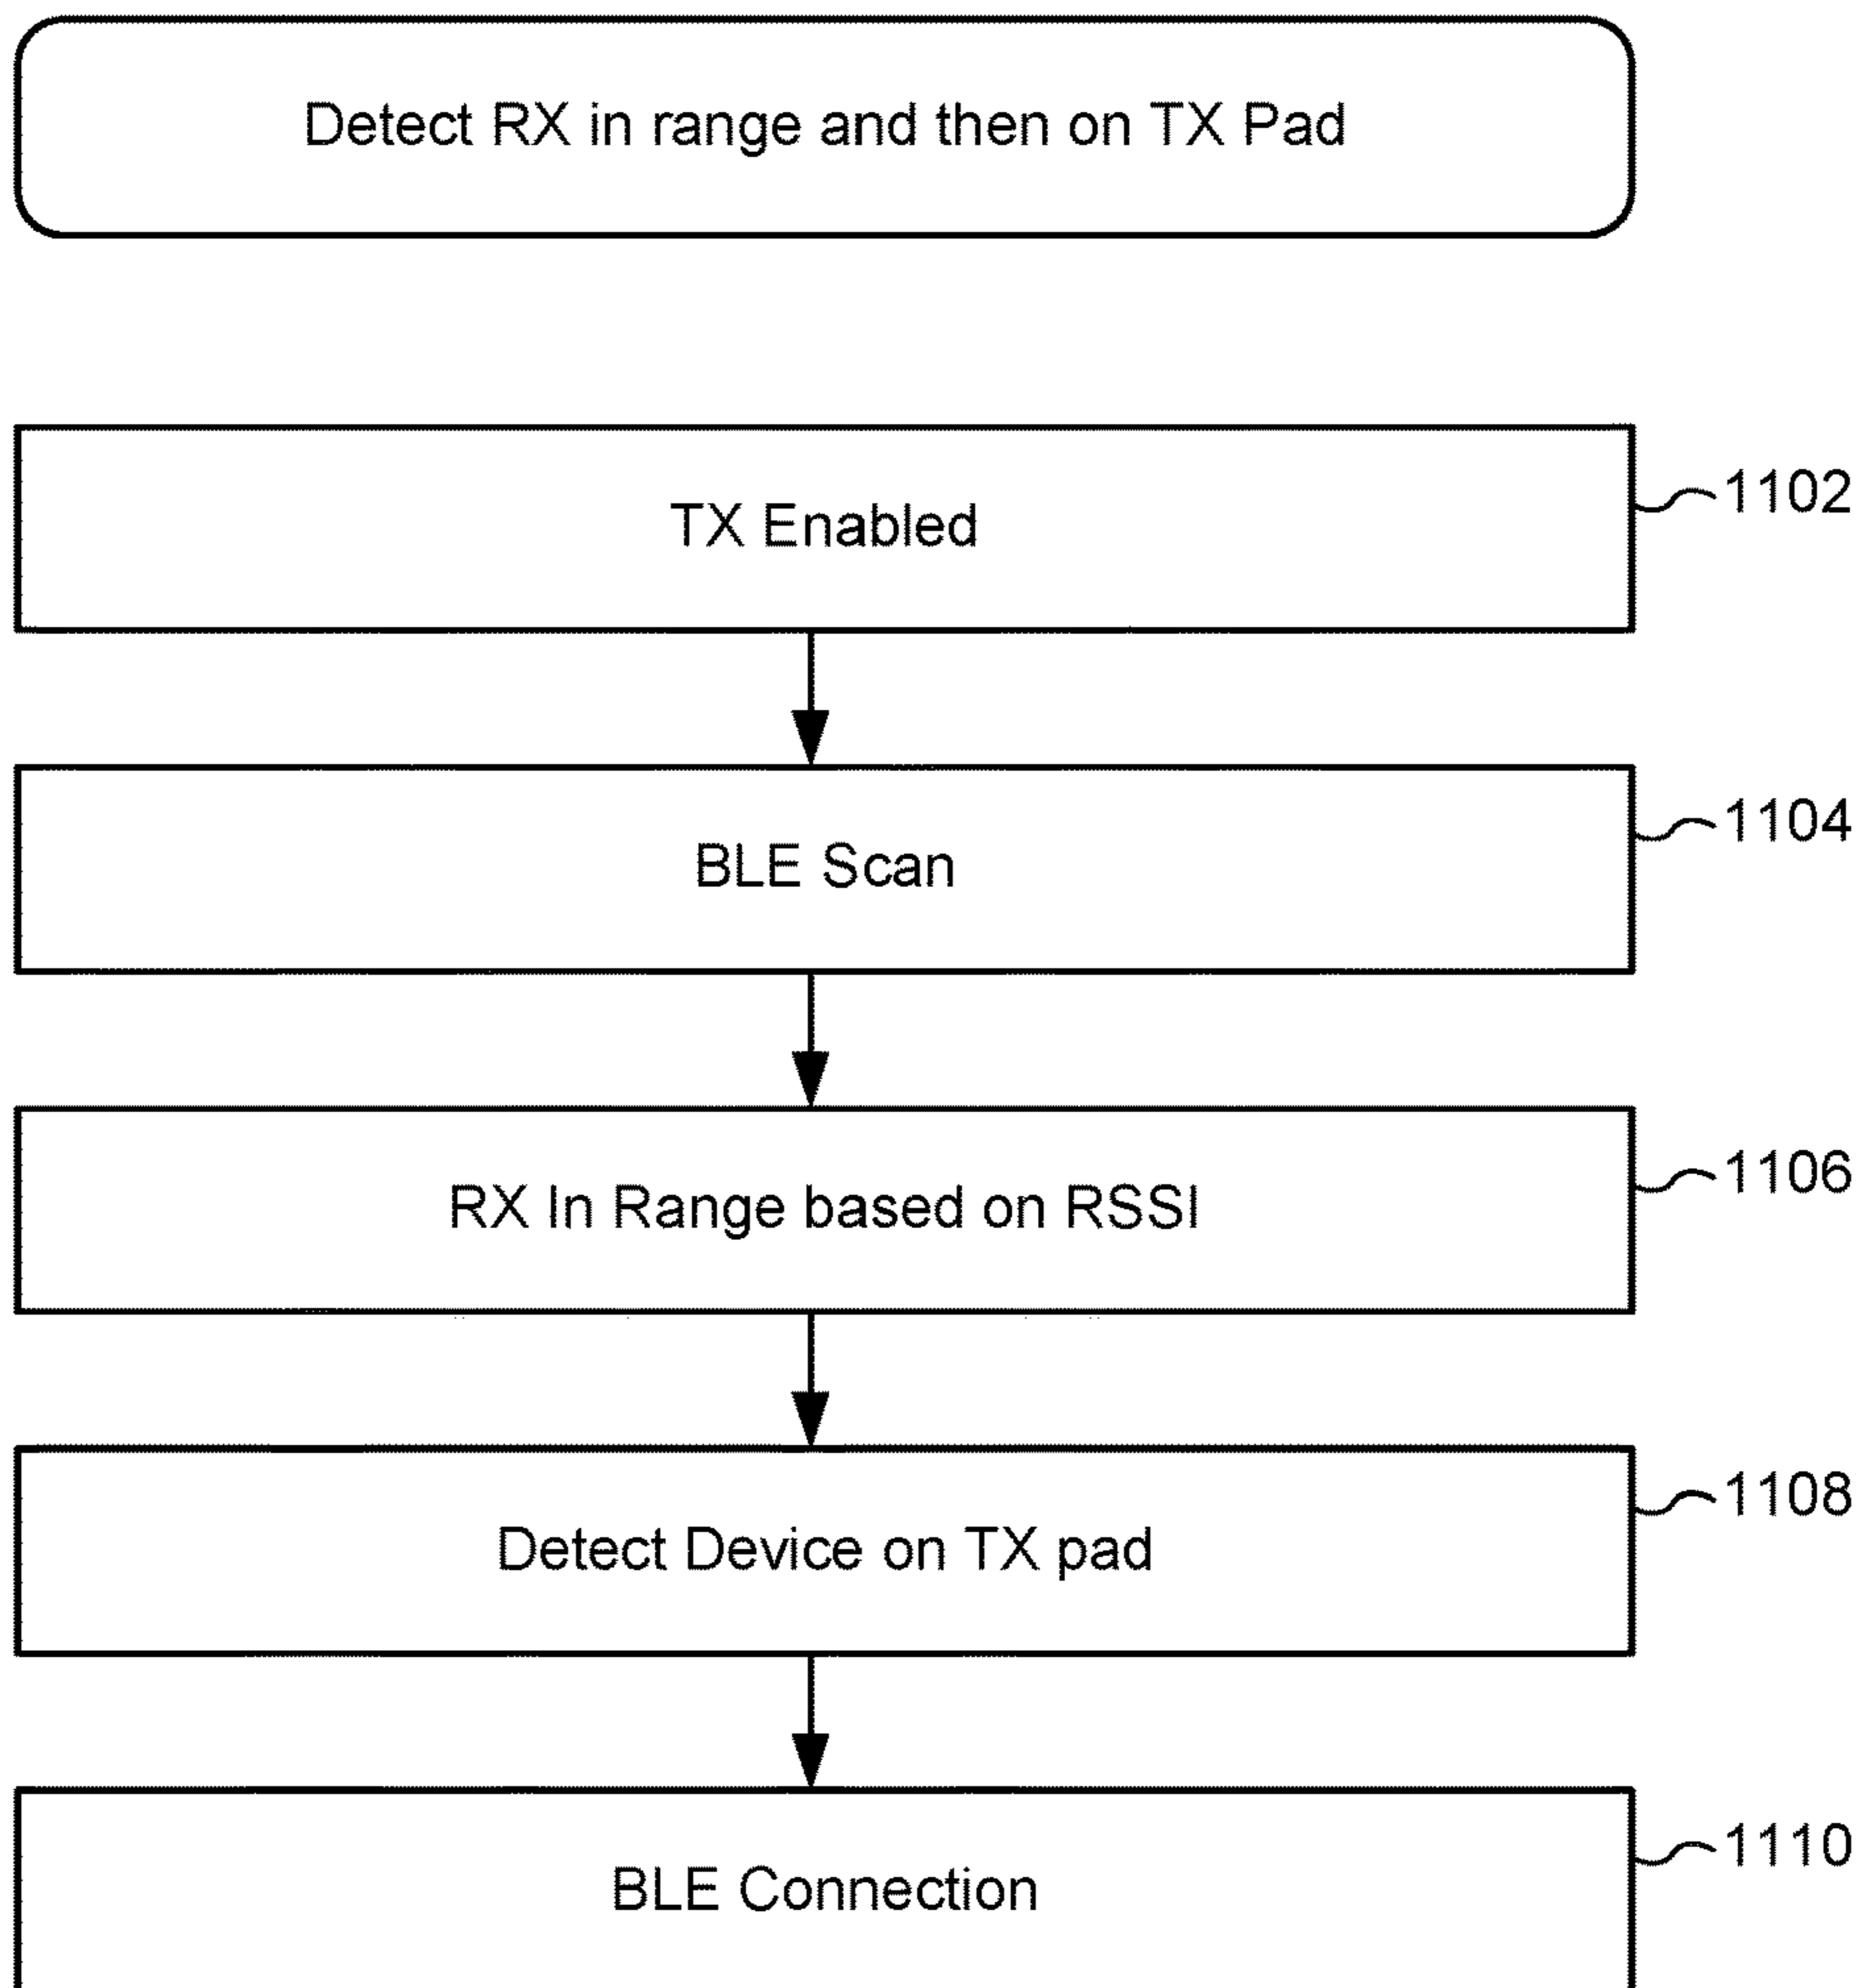 Detect RX in range and then on TX Pad
TX Enabled
1102
BLE Scan
1104
RX In Range based on RSSI
1106
Detect Device on TX pad
1108
BLE Connection
1110